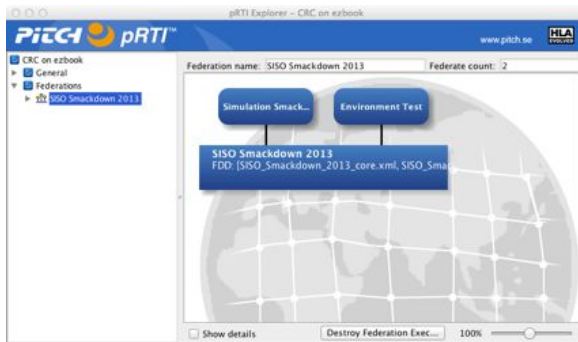 pRTI Explorer - CRC on ezbook
PITCH pRTI™
www.pitch.se
HLA
EVOLVED
CRC on ezbook
General
Federations
SISO Smackdown 2013
Federation name: SISO Smackdown 2013
Federate count: 2
Simulation Smack...
Environment Test
SISO Smackdown 2013
FDD: [SISO_Smackdown_2013_core.xml, SISO_Smac
Show details
Destroy Federation Exec...
100%